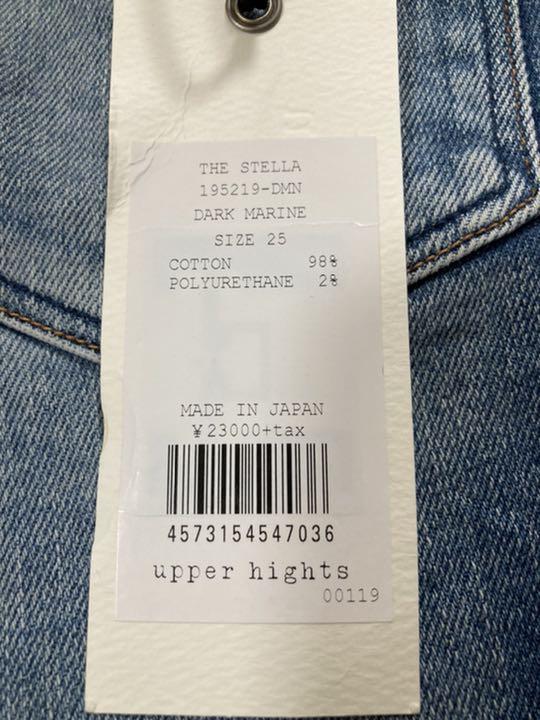 THE STELLA
195219-DMN
DARK MARINE
SIZE 25
COTTON 98%
POLYURETHANE 2%
MADE IN JAPAN
¥23000+tax
4573154547036
upper hights
00119